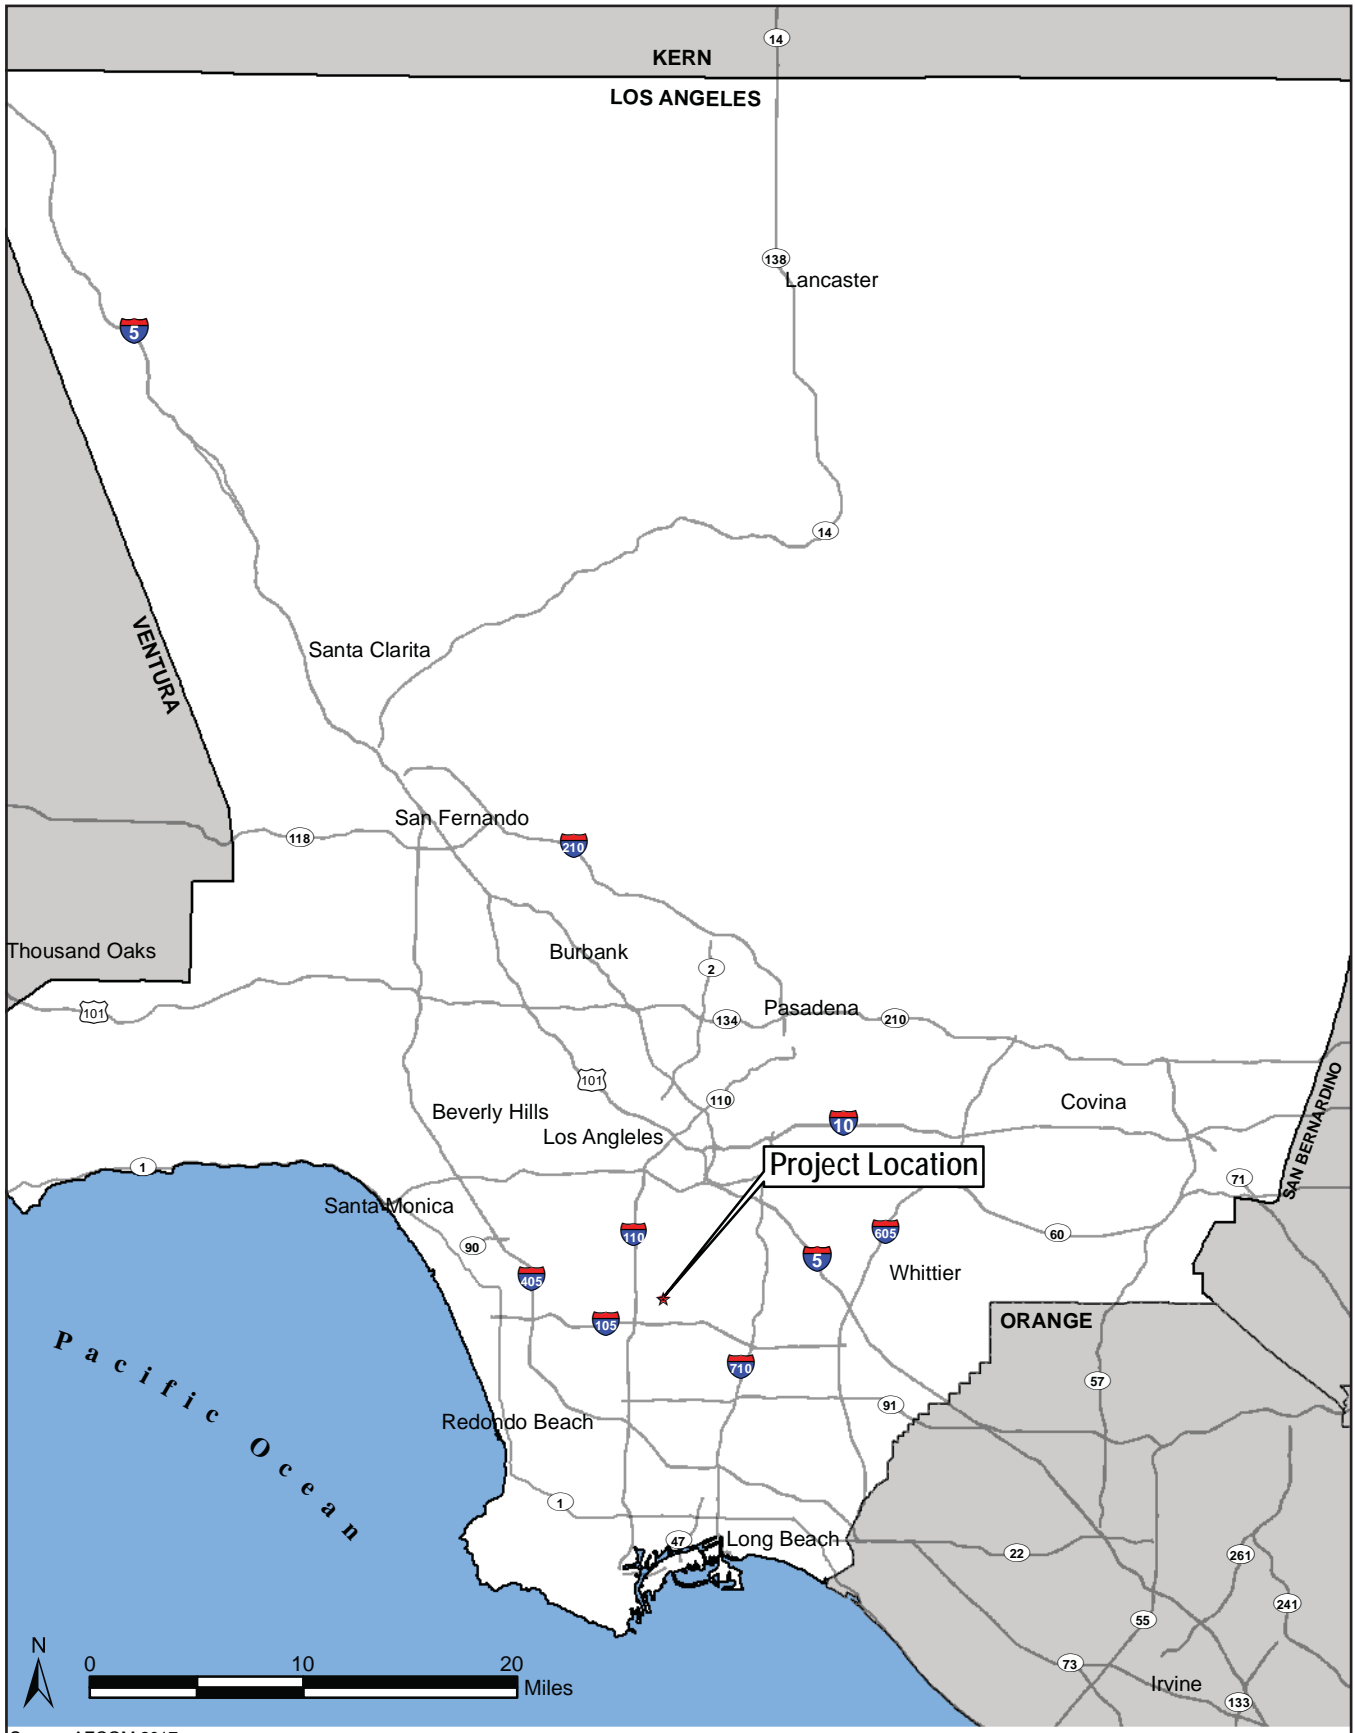 14
KERN
LOS ANGELES
138
Lancaster
5
14
VENTURA
Santa Clarita
San Fernando
118
210
Thousand Oaks
Burbank
2
101
134
Pasadena
210
101
110
Beverly Hills
10
Covina
Los Angleles
SAN BERNARDINO
Project Location
1
71
Santa Monica
110
605
60
90
5
405
Whittier
105
ORANGE
Pacific Ocean
710
57
91
Redondo Beach
1
47
Long Beach
22
261
241
55
N
0 10 20
Miles
73
Irvine
133